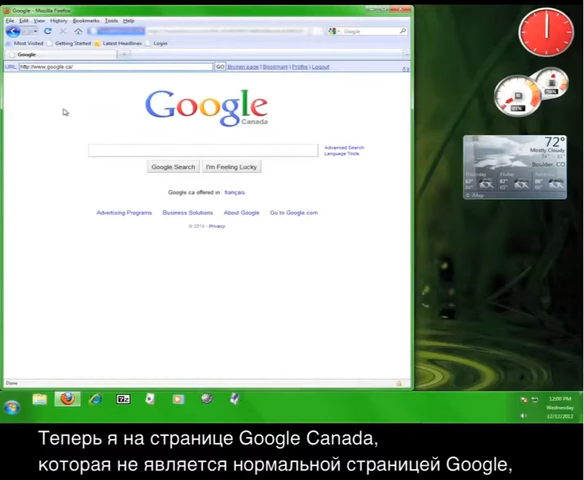 Google - Mozilla Firefox
File Edit View History Bookmarks Tools Help
Google
Most Visited Getting Started Latest Headlines Login
Google
URL: http://www.google.ca/ GO Bookmark Profile Logout
Google
Canada
Advanced Search
Language Tools
Google Search I'm Feeling Lucky
Google.ca offered in: français
Advertising Programs Business Solutions About Google Go to Google.com
© 2010 - Privacy
Done
72°
Mostly Cloudy
Boulder, CO
12:00 PM
Wednesday
12/12/2012
Теперь я на странице Google Canada,
которая не является нормальной страницей Google,